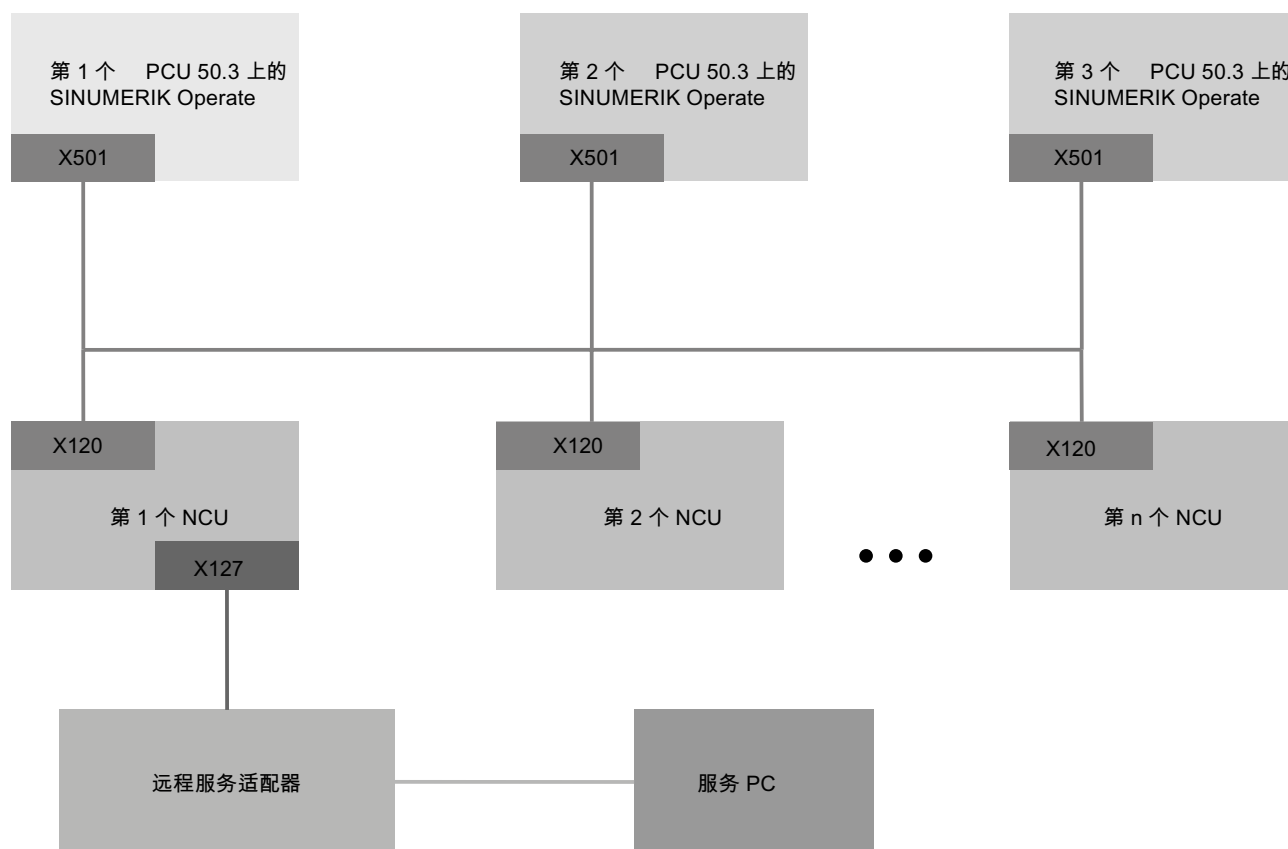 第 1 个 PCU 50.3 上的
SINUMERIK Operate
X501
第 2 个 PCU 50.3 上的
SINUMERIK Operate
X501
第 3 个 PCU 50.3 上的
SINUMERIK Operate
X501
X120
第 1 个 NCU
X127
X120
第 2 个 NCU
X120
第 n 个 NCU
远程服务适配器
服务 PC